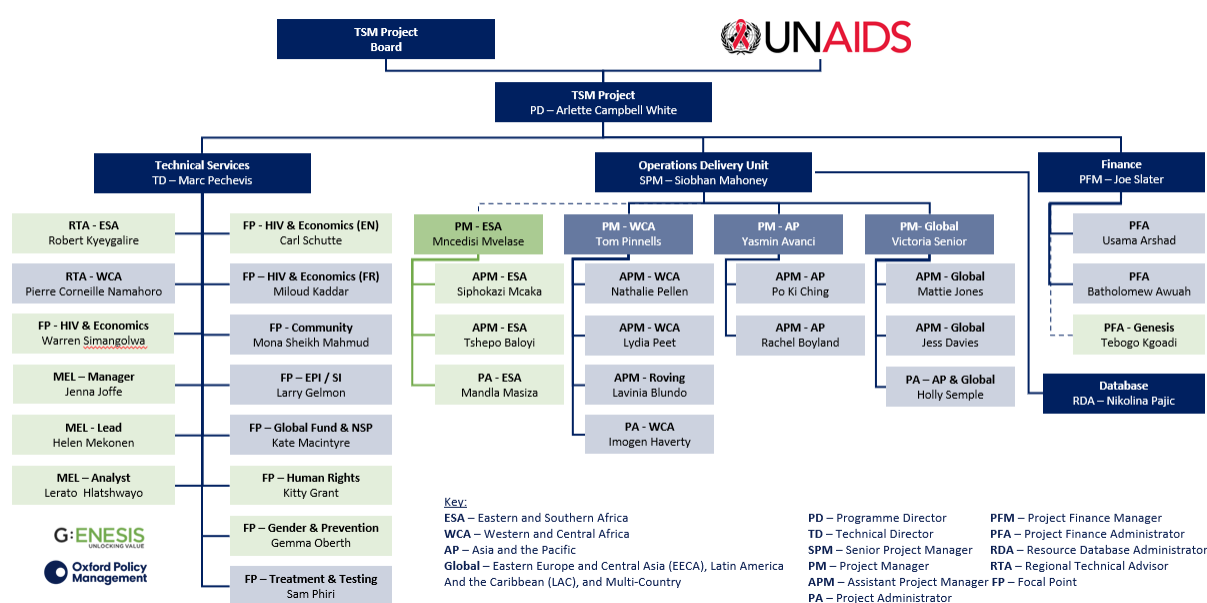 TSM Project
Board
UNAIDS
TSM Project
PD – Arlette Campbell White
Technical Services
TD – Marc Pechevis
Operations Delivery Unit
SPM – Siobhan Mahoney
Finance
PFM – Joe Slater
RTA - ESA
Robert Kyeygalire
RTA - WCA
Pierre Corneille Namahoro
FP - HIV & Economics
Warren Simangolwa
MEL – Manager
Jenna Joffe
MEL - Lead
Helen Mekonen
MEL – Analyst
Lerato  Hlatshwayo
FP - HIV & Economics (EN)
Carl Schutte
FP – HIV & Economics (FR)
Miloud Kaddar
FP - Community
Mona Sheikh Mahmud
FP – EPI / SI
Larry Gelmon
FP – Global Fund & NSP
Kate Macintyre
FP – Human Rights
Kitty Grant
FP – Gender & Prevention
Gemma Oberth
FP – Treatment & Testing
Sam Phiri
PM - ESA
Mncedisi Mvelase
APM - ESA
Siphokazi Mcaka
APM - ESA
Tshepo Baloyi
PA - ESA
Mandla Masiza
PM - WCA
Tom Pinnells
APM - WCA
Nathalie Pellen
APM - WCA
Lydia Peet
APM - Roving
Lavinia Blundo
PA - WCA
Imogen Haverty
PM - AP
Yasmin Avanci
APM - AP
Po Ki Ching
APM - AP
Rachel Boyland
PM- Global
Victoria Senior
APM - Global
Mattie Jones
APM - Global
Jess Davies
PA – AP & Global
Holly Semple
PFA
Usama Arshad
PFA
Batholomew Awuah
PFA - Genesis
Tebogo Kgoadi
Database
RDA – Nikolina Pajic
G:ENESIS
UNLOCKING VALUE
Oxford Policy
Management
Key:
ESA – Eastern and Southern Africa
WCA – Western and Central Africa
AP – Asia and the Pacific
Global – Eastern Europe and Central Asia (EECA), Latin America
And the Caribbean (LAC), and Multi-Country
PD – Programme Director
TD – Technical Director
SPM – Senior Project Manager
PM – Project Manager
APM – Assistant Project Manager
PA – Project Administrator
PFM – Project Finance Manager
PFA – Project Finance Administrator
RDA – Resource Database Administrator
RTA – Regional Technical Advisor
FP – Focal Point